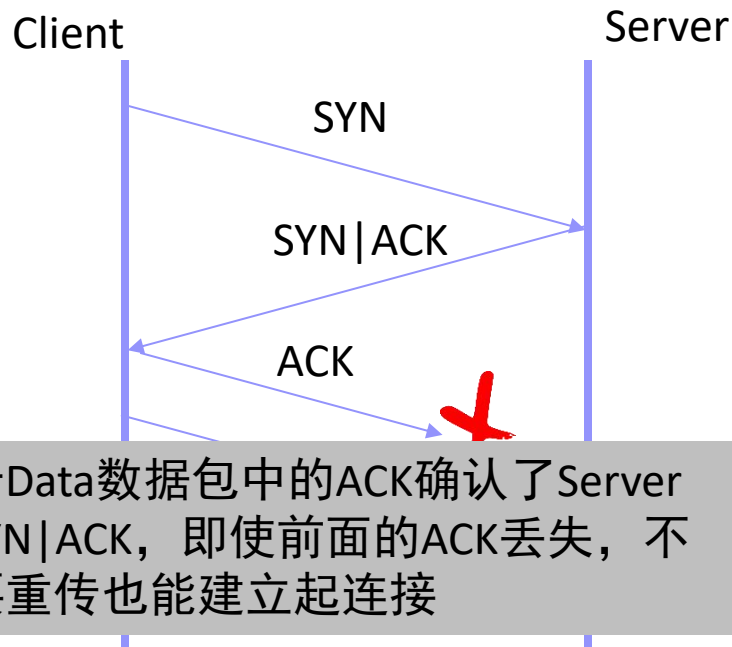 Client Server
SYN
SYN|ACK
ACK
Data数据包中的ACK确认了Server
N|ACK，即使前面的ACK丢失，不
重传也能建立起连接